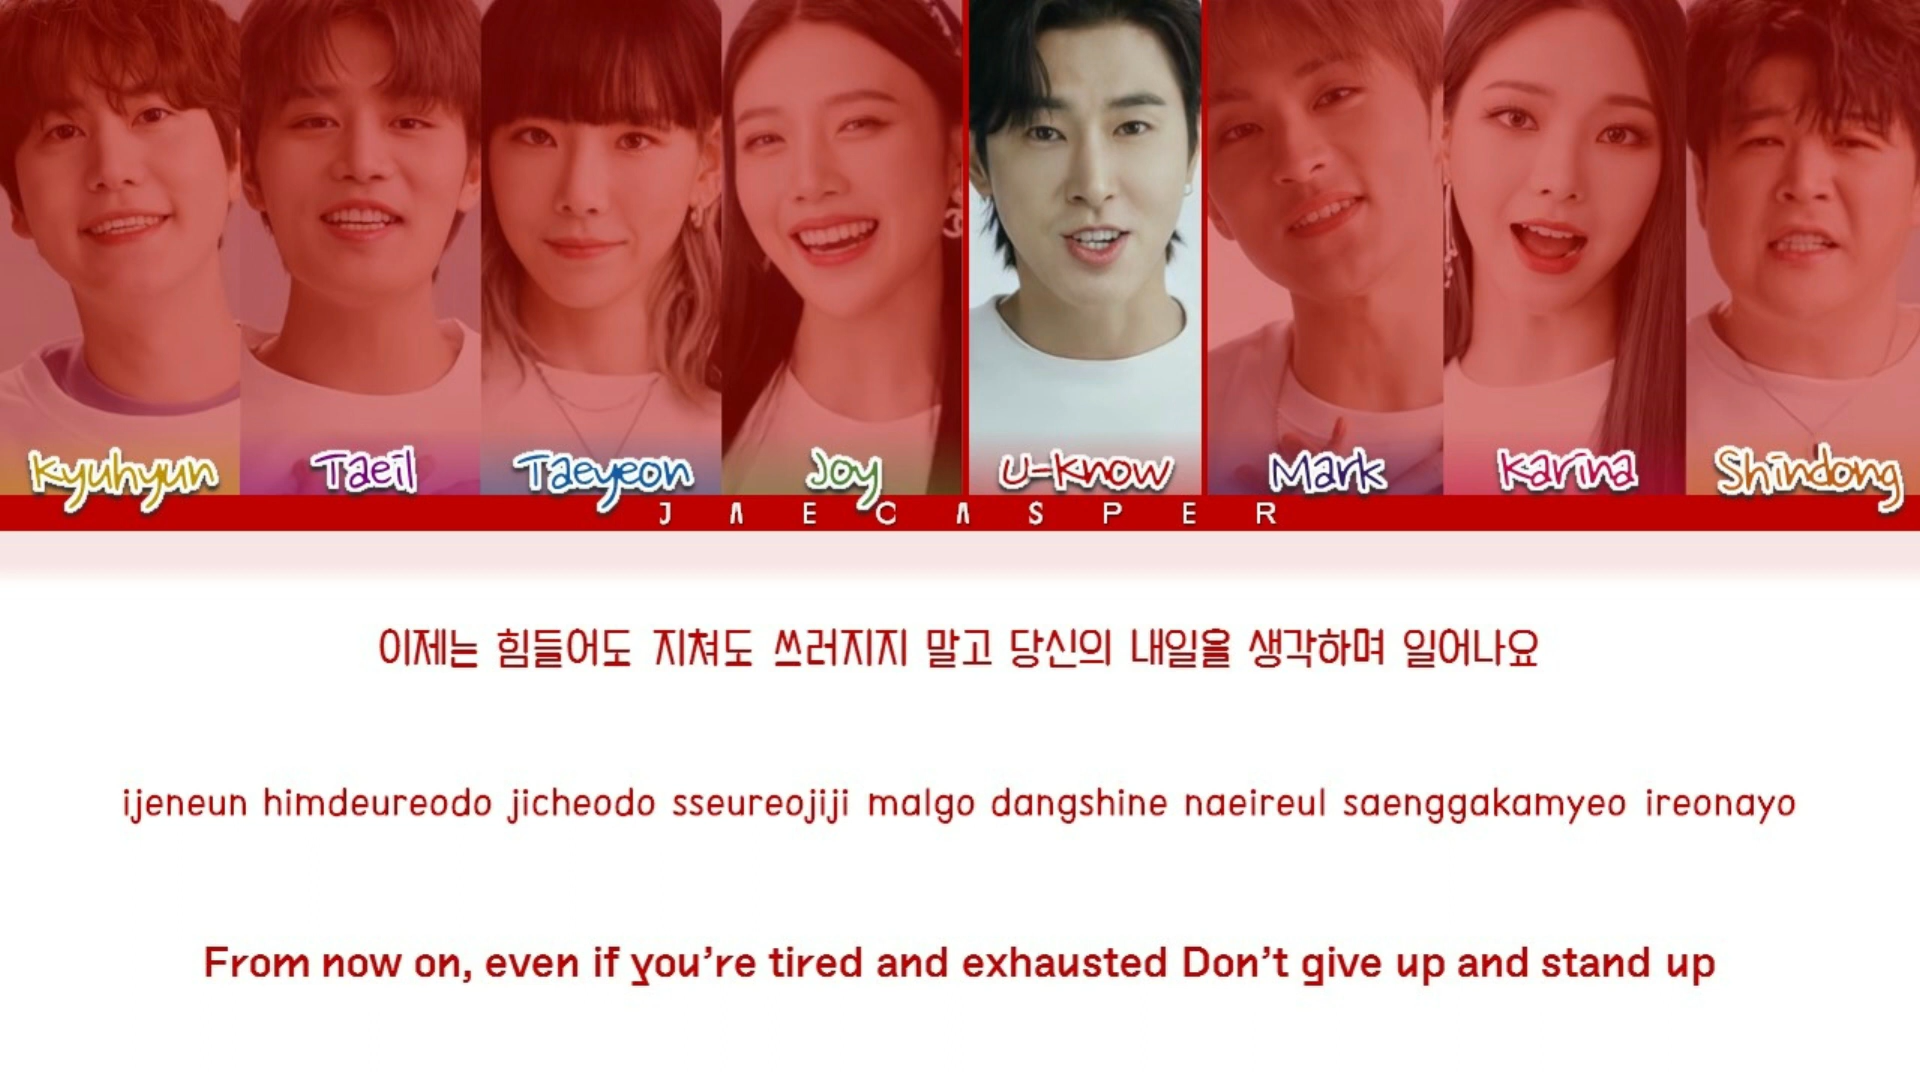 Kyuhyun Taeil Taeyeon Joy U-Know Mark Karina Shindong
JAECASPER
이제는 힘들어도 지쳐도 쓰러지지 말고 당신의 내일을 생각하며 일어나요
ijeneun himdeureodo jicheodo sseureojiji malgo dangshine naeireul saenggakamyeo ireonayo
From now on, even if you’re tired and exhausted Don’t give up and stand up